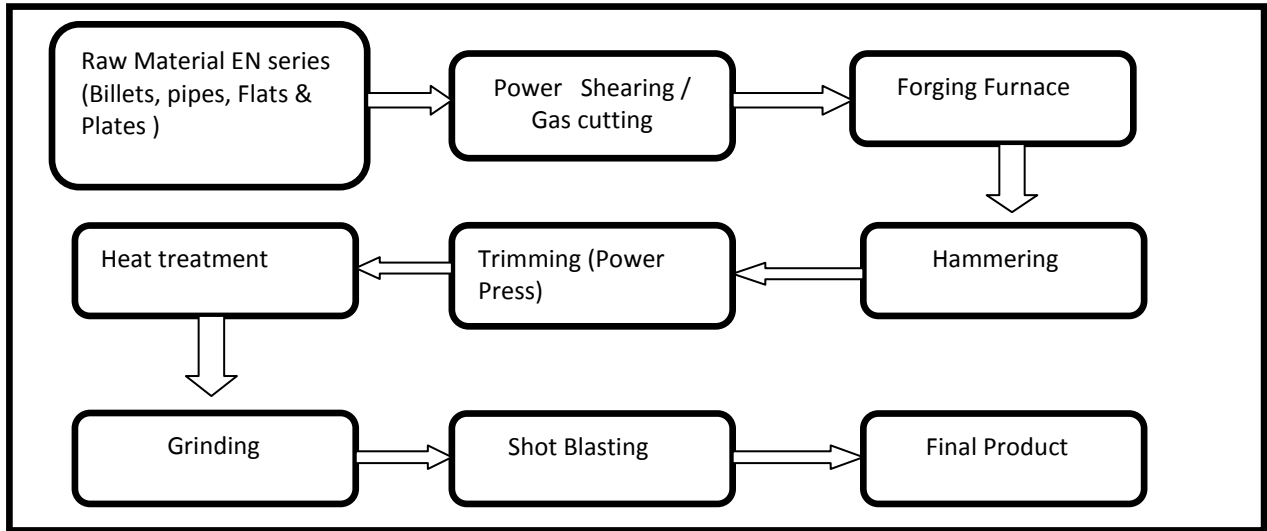 Raw Material EN series
(Billets, pipes, Flats &
Plates )
Power Shearing /
Gas cutting
Forging Furnace
Hammering
Trimming (Power
Press)
Heat treatment
Grinding
Shot Blasting
Final Product